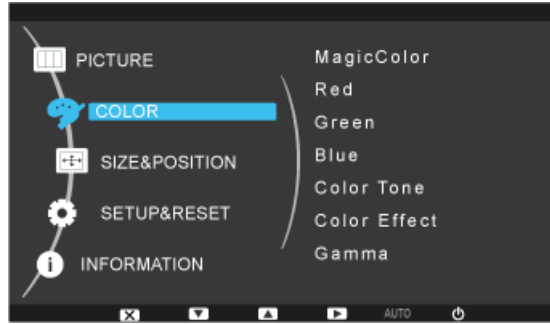 PICTURE
COLOR
SIZE&POSITION
SETUP&RESET
INFORMATION
MagicColor
Red
Green
Blue
Color Tone
Color Effect
Gamma
AUTO